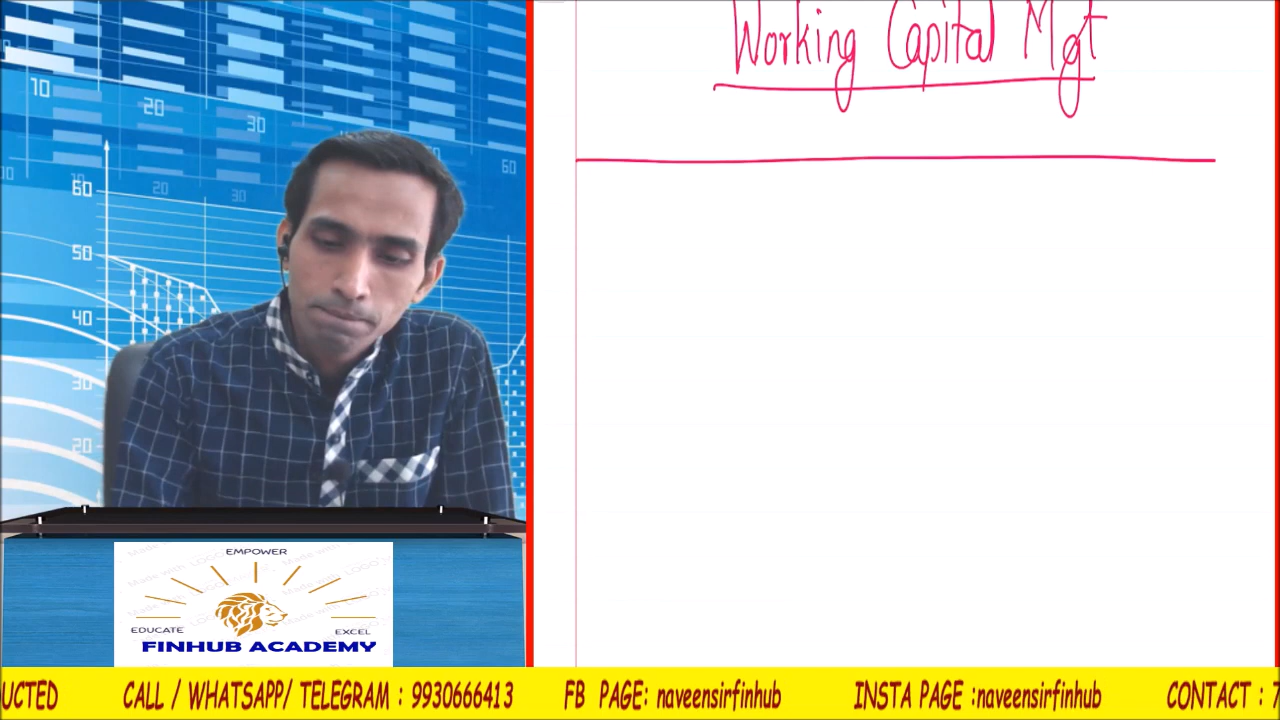 Working Capital Mgt
10
20
30
60
20
30
60
50
40
30
20
EMPOWER
EDUCATE
EXCEL
FINHUB ACADEMY
UCTED CALL / WHATSAPP/ TELEGRAM : 9930666413 FB PAGE: naveensirfinhub INSTA PAGE :naveensirfinhub CONTACT : 7